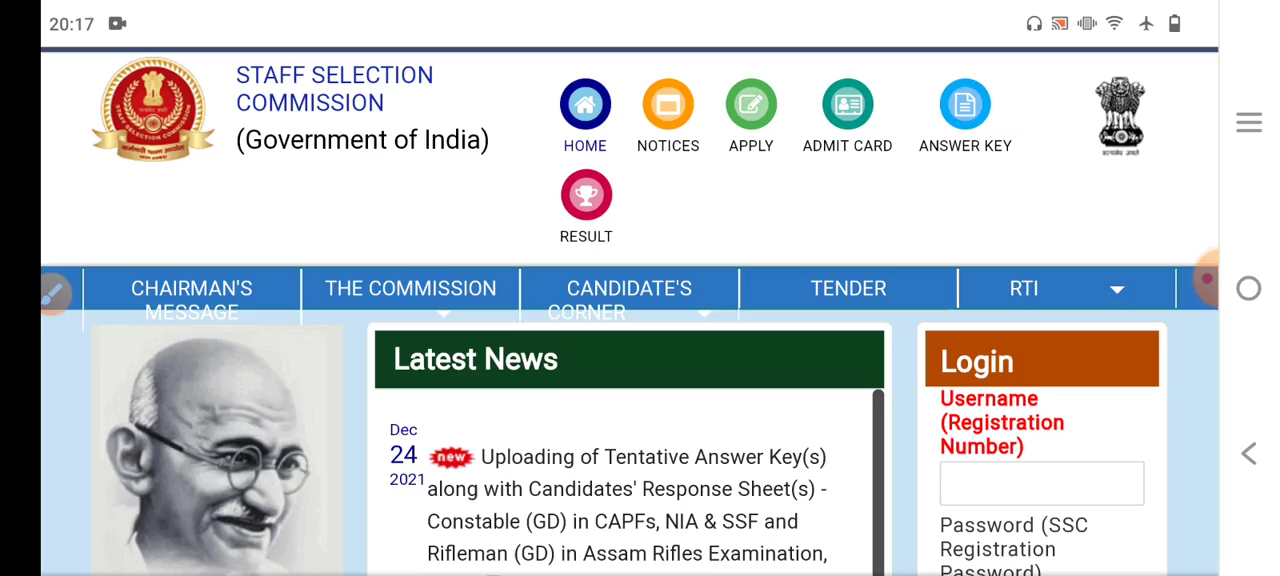 20:17
STAFF SELECTION
COMMISSION
(Government of India)
HOME
NOTICES
APPLY
ADMIT CARD
ANSWER KEY
RESULT
सत्यमेव जयते
CHAIRMAN'S
MESSAGE
THE COMMISSION
CANDIDATE'S
CORNER
TENDER
RTI
Latest News
Dec
24
2021
new Uploading of Tentative Answer Key(s)
along with Candidates' Response Sheet(s) -
Constable (GD) in CAPFs, NIA & SSF and
Rifleman (GD) in Assam Rifles Examination,
Login
Username
(Registration
Number)
Password (SSC
Registration
Password)